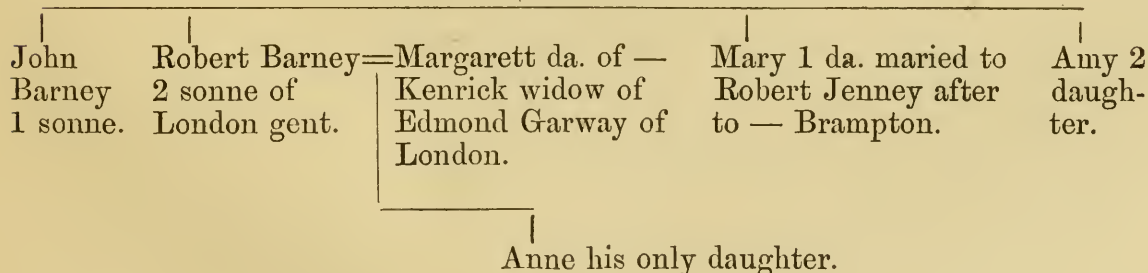 John
Barney
1 sonne.
Robert Barney=
2 sonne of
London gent.
Margarett da. of —
Kenrick widow of
Edmond Garway of
London.
Mary 1 da. maried to
Robert Jenney after
to — Brampton.
Amy 2
daugh-
ter.
Anne his only daughter.